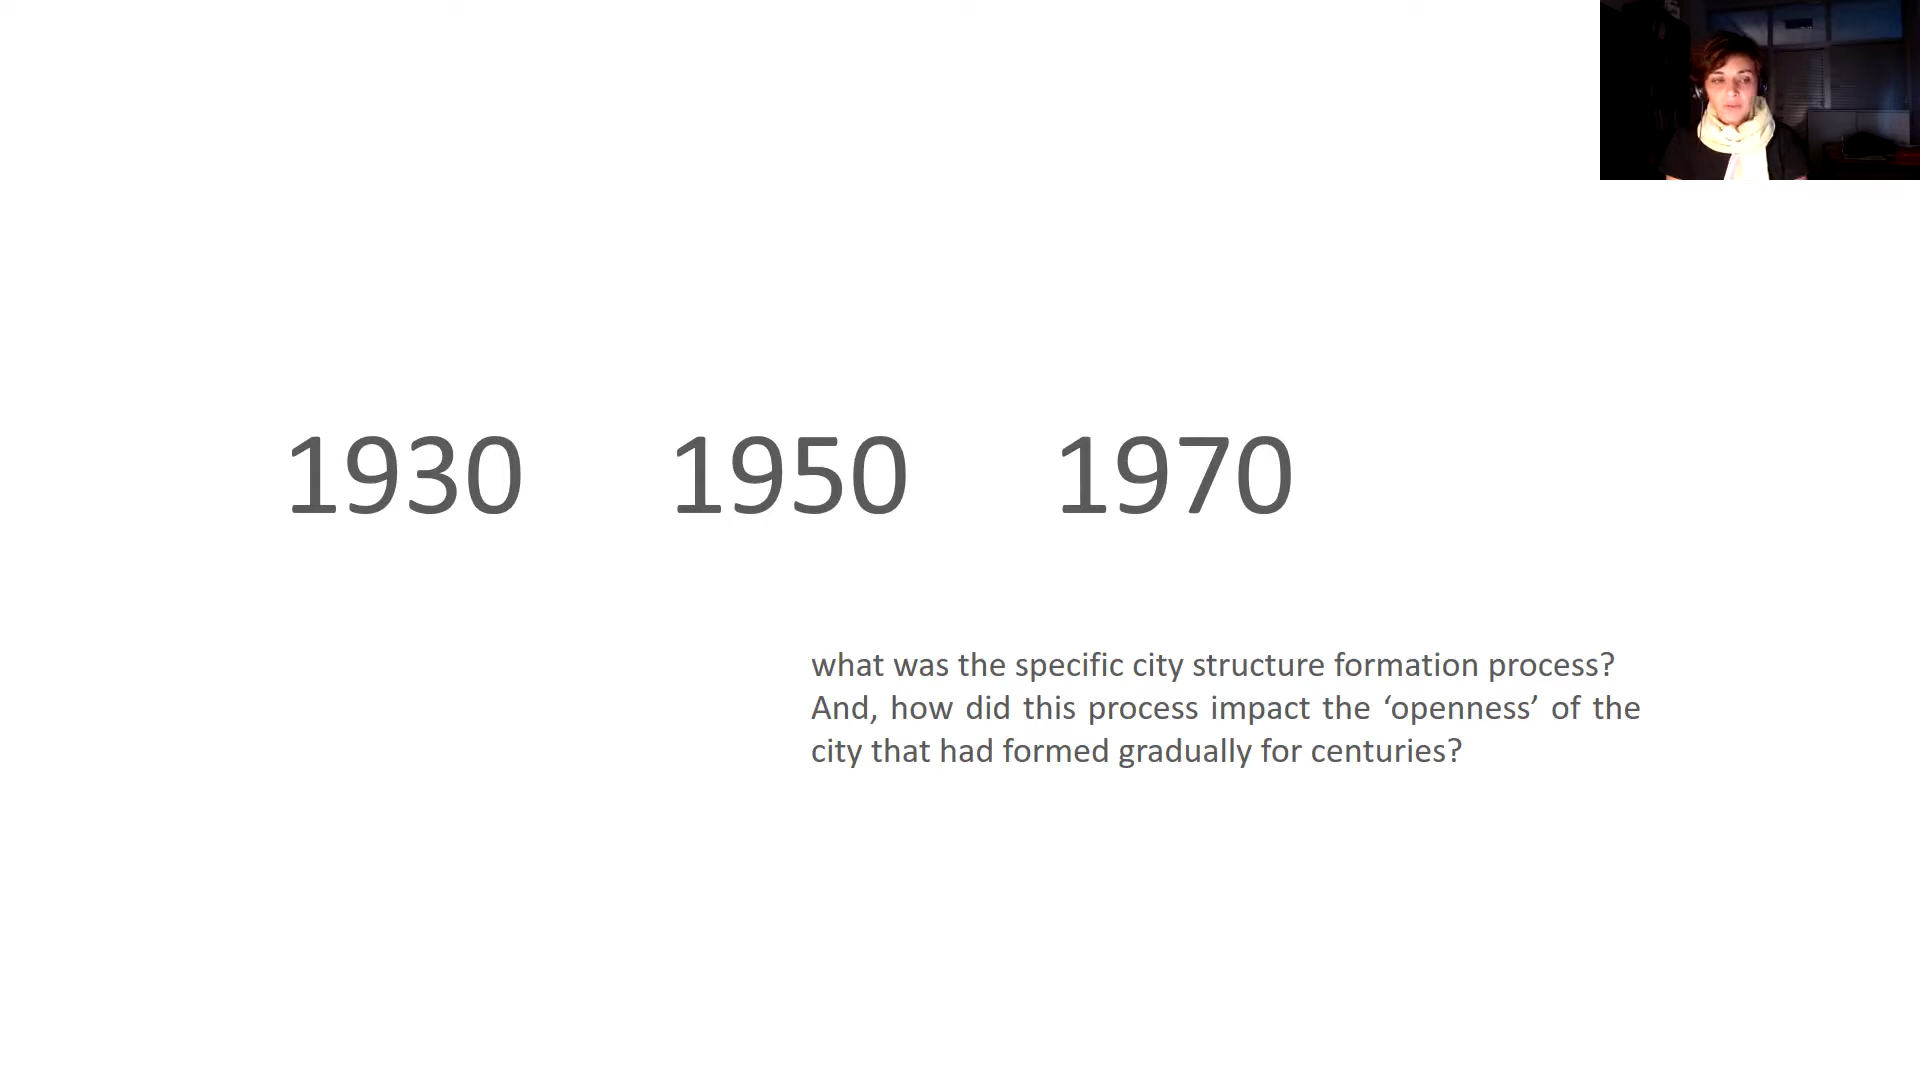 1930 1950 1970
what was the specific city structure formation process?
And, how did this process impact the ‘openness’ of the
city that had formed gradually for centuries?